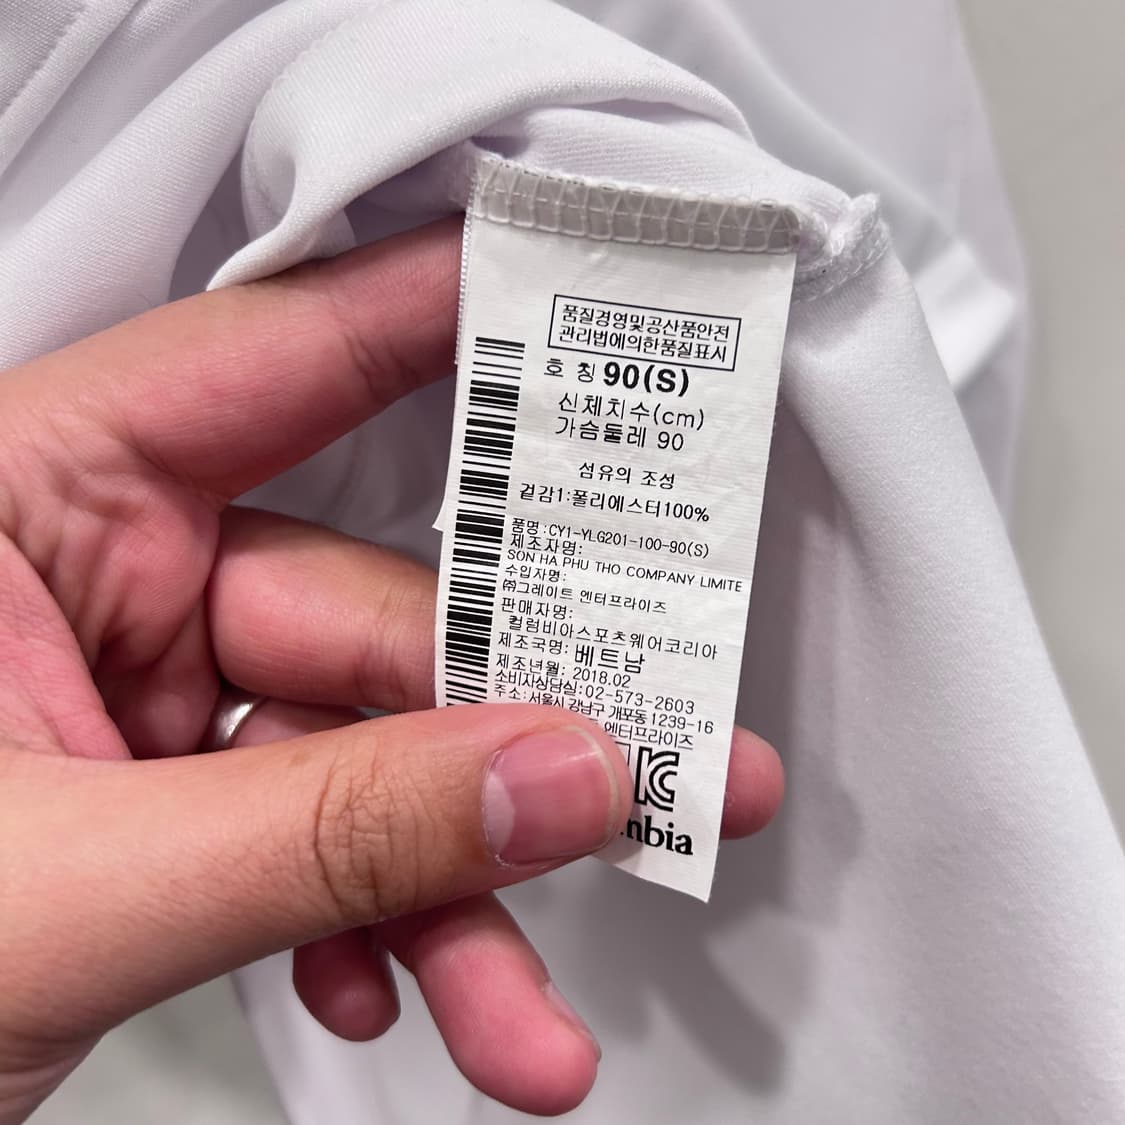 품질경영및공산품안전
관리법에의한품질표시
호 칭 90(S)
신체치수(cm)
가슴둘레 90
섬유의 조성
겉감1:폴리에스터100%
품명:CY1-YLG201-100-90(S)
제조자명:
SON HA PHU THO COMPANY LIMITE
수입자명:
㈜그레이트 엔터프라이즈
판매자명:
컬럼비아스포츠웨어코리아
제조국명: 베트남
제조년월: 2018.02
소비자상담실:02-573-2603
주소:서울시 강남구 개포동 1239-16
엔터프라이즈